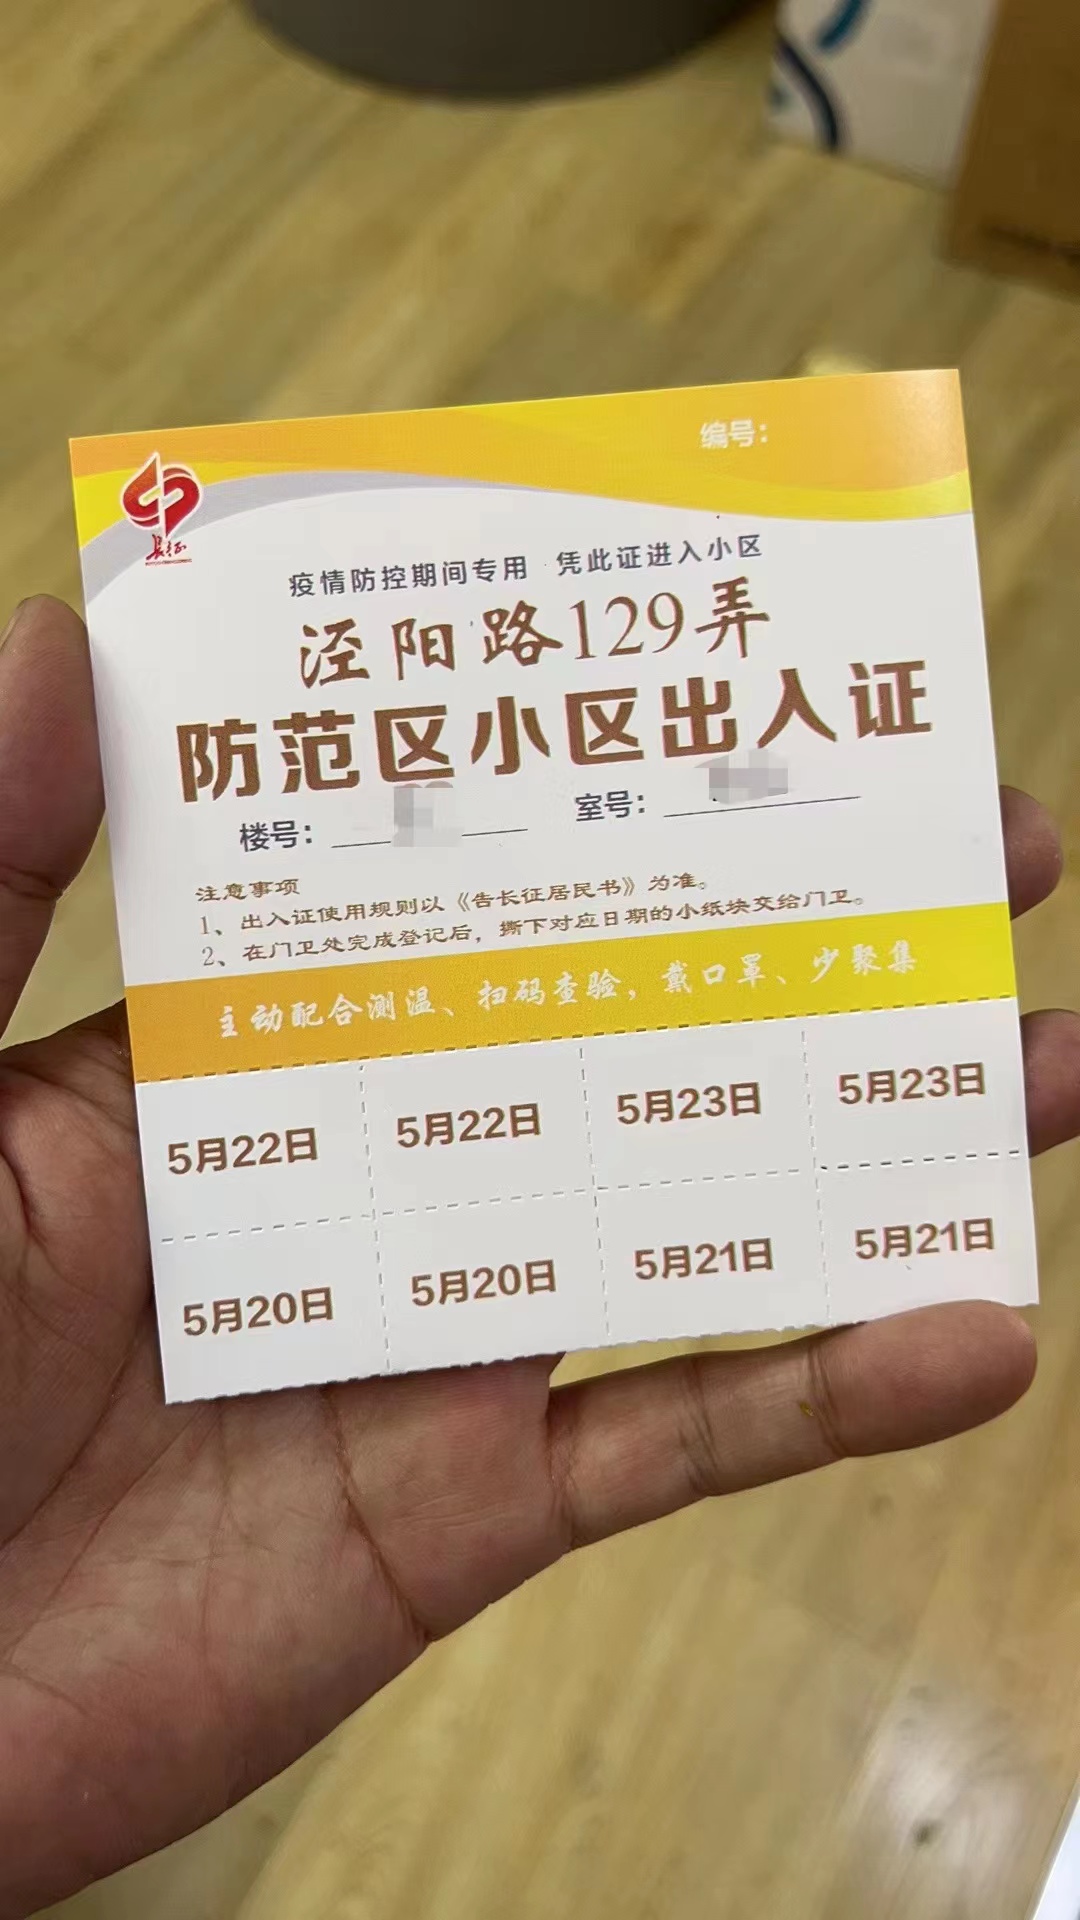 编号：
长征
疫情防控期间专用 凭此证进入小区
泾阳路129弄
防范区小区出入证
楼号： 室号：
注意事项
1、出入证使用规则以《告长征居民书》为准。
2、在门卫处完成登记后，撕下对应日期的小纸块交给门卫。
主动配合测温、扫码查验，戴口罩、少聚集
5月22日 5月22日 5月23日 5月23日
5月20日 5月20日 5月21日 5月21日